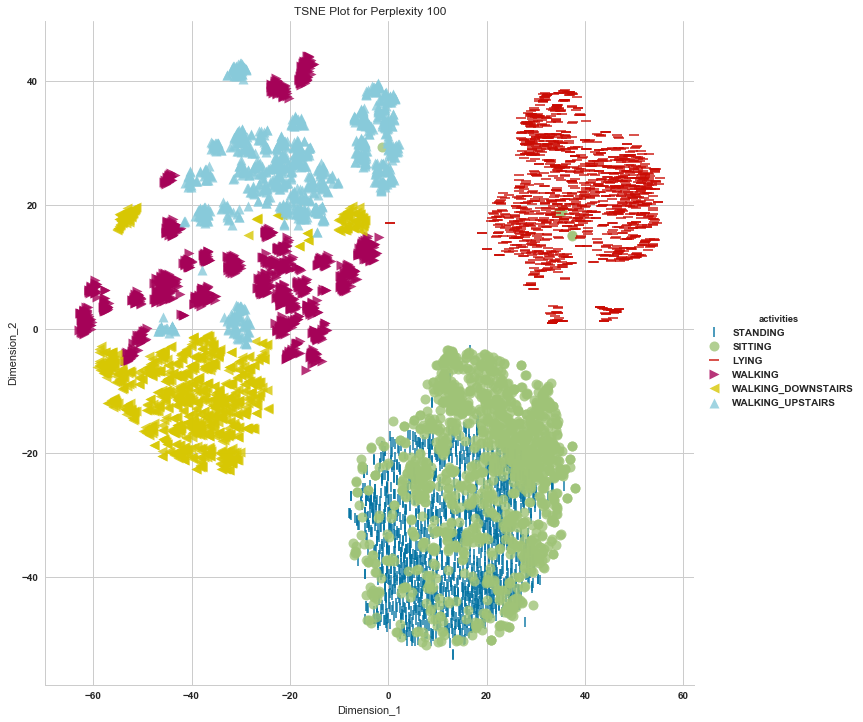 TSNE Plot for Perplexity 100
40
20
0
−20
−40
Dimension_2
−60
−40
−20
0
20
40
60
Dimension_1
activities
STANDING
SITTING
LYING
WALKING
WALKING_DOWNSTAIRS
WALKING_UPSTAIRS